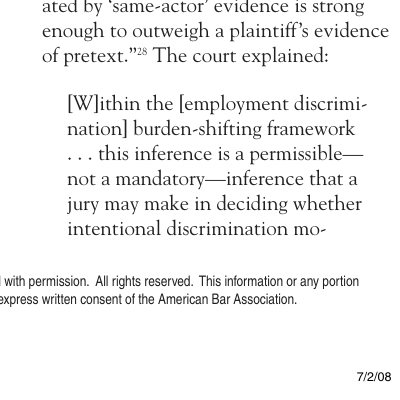 ated by ‘same-actor’ evidence is strong
enough to outweigh a plaintiff’s evidence
of pretext.”28 The court explained:
[W]ithin the [employment discrimi-
nation] burden-shifting framework
. . . this inference is a permissible—
not a mandatory—inference that a
jury may make in deciding whether
intentional discrimination mo-
with permission. All rights reserved. This information or any portion
express written consent of the American Bar Association.
7/2/08